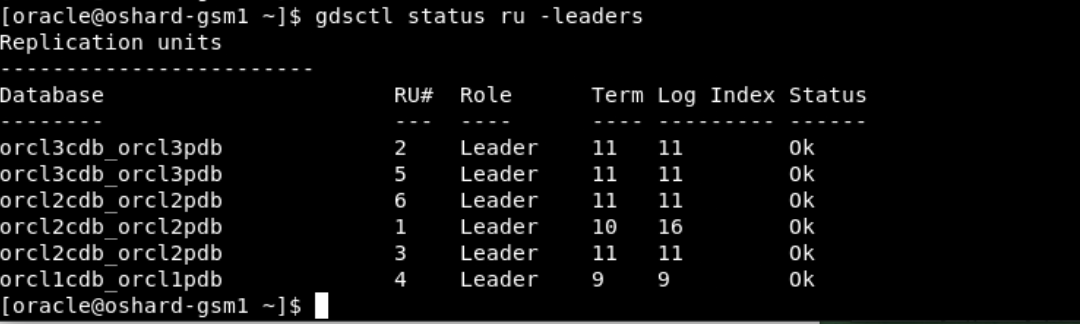 [oracle@oshard-gsm1 ~]$ gdsctl status ru -leaders
Replication units
------------------------
Database                      RU#  Role      Term Log Index Status
--------                      ---  ----      ---- --------- ------
orcl3cdb_orcl3pdb             2    Leader    11   11        Ok
orcl3cdb_orcl3pdb             5    Leader    11   11        Ok
orcl2cdb_orcl2pdb             6    Leader    11   11        Ok
orcl2cdb_orcl2pdb             1    Leader    10   16        Ok
orcl2cdb_orcl2pdb             3    Leader    11   11        Ok
orcl1cdb_orcl1pdb             4    Leader    9    9         Ok
[oracle@oshard-gsm1 ~]$